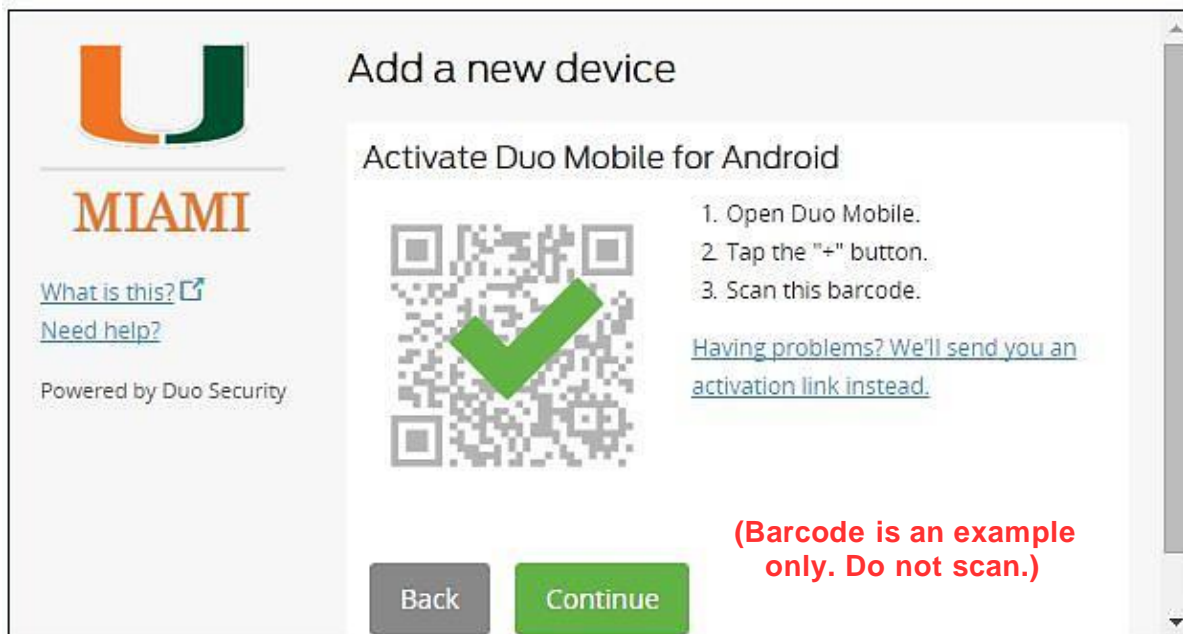 Add a new device
MIAMI
What is this?
Need help?
Powered by Duo Security
Activate Duo Mobile for Android
1. Open Duo Mobile.
2. Tap the "+" button.
3. Scan this barcode.
Having problems? We'll send you an
activation link instead.
(Barcode is an example
only. Do not scan.)
Back
Continue